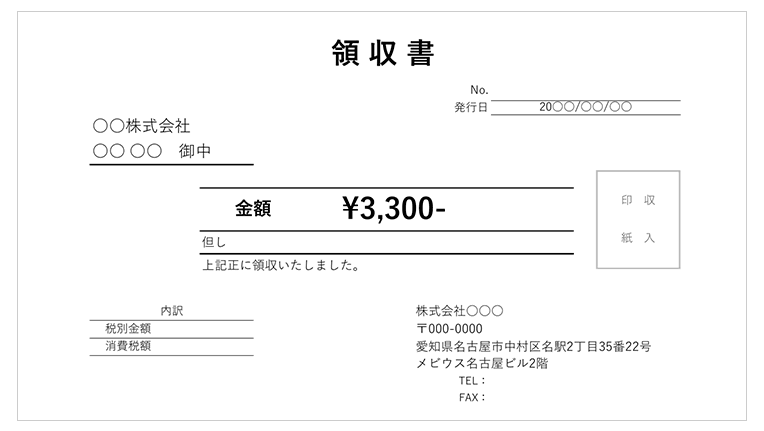 領収書
No.
発行日 20〇〇/〇〇/〇〇
〇〇株式会社
〇〇 〇〇　御中
金額 ¥3,300-
印 収
紙 入
但し
上記正に領収いたしました。
内訳
税別金額
消費税額
株式会社〇〇〇
〒000-0000
愛知県名古屋市中村区名駅2丁目35番22号
メビウス名古屋ビル2階
TEL：
FAX：